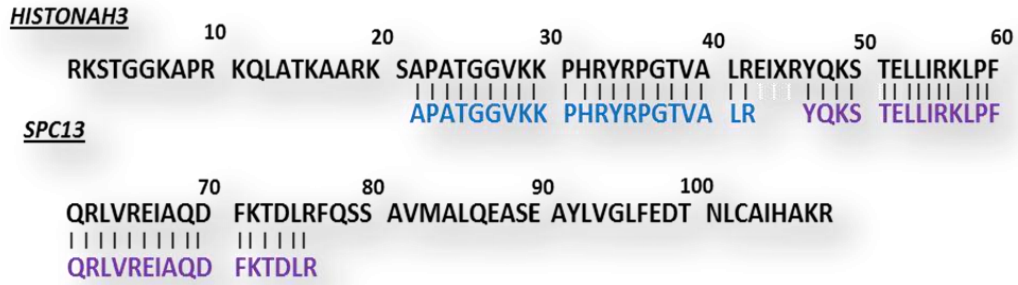 HISTONAH3
10 20 30 40 50 60
RKSTGGKAPR KQLATKAARK SAPATGGVKK PHRYRPGTVA LREIXRYQKS TELLIRKLPF
APATGGVKK PHRYRPGTVA LR YQKS TELLIRKLPF
SPC13
70 80 90 100
QRLVREIAQD FKTDLRFQSS AVMALQEASE AYLVGLFEDT NLCAIHAKR
QRLVREIAQD FKTDLR